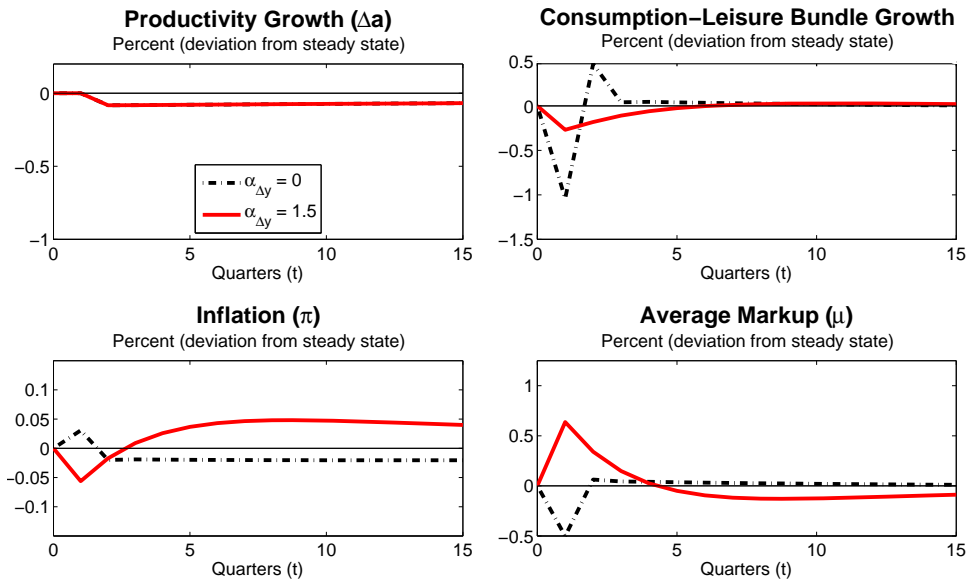 Productivity Growth (Δa)
Percent (deviation from steady state)
0
−0.5
−1
0 5 10 15
Quarters (t)
α_Δy = 0
α_Δy = 1.5
Consumption−Leisure Bundle Growth
Percent (deviation from steady state)
0.5
0
−0.5
−1
−1.5
0 5 10 15
Quarters (t)
Inflation (π)
Percent (deviation from steady state)
0.1
0.05
0
−0.05
−0.1
0 5 10 15
Quarters (t)
Average Markup (μ)
Percent (deviation from steady state)
1
0.5
0
−0.5
0 5 10 15
Quarters (t)